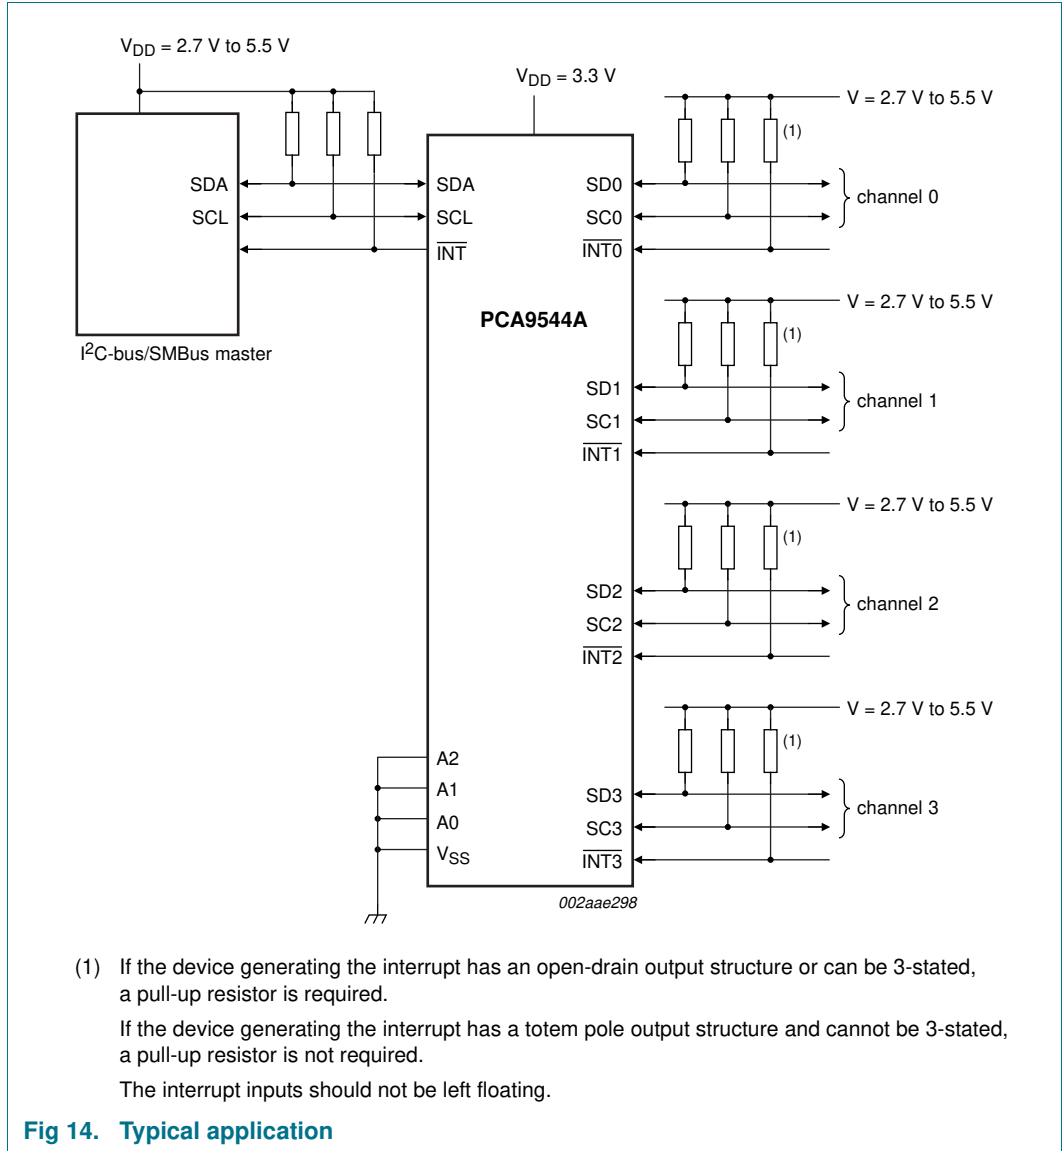 VDD = 2.7 V to 5.5 V
VDD = 3.3 V
V = 2.7 V to 5.5 V
(1)
SDA
SCL
SDA
SCL
INT
SD0
SC0
INT0
channel 0
I2C-bus/SMBus master
PCA9544A
V = 2.7 V to 5.5 V
(1)
SD1
SC1
INT1
channel 1
V = 2.7 V to 5.5 V
(1)
SD2
SC2
INT2
channel 2
V = 2.7 V to 5.5 V
(1)
A2
A1
A0
VSS
SD3
SC3
INT3
channel 3
002aae298
(1) If the device generating the interrupt has an open-drain output structure or can be 3-stated,
a pull-up resistor is required.
If the device generating the interrupt has a totem pole output structure and cannot be 3-stated,
a pull-up resistor is not required.
The interrupt inputs should not be left floating.
Fig 14. Typical application